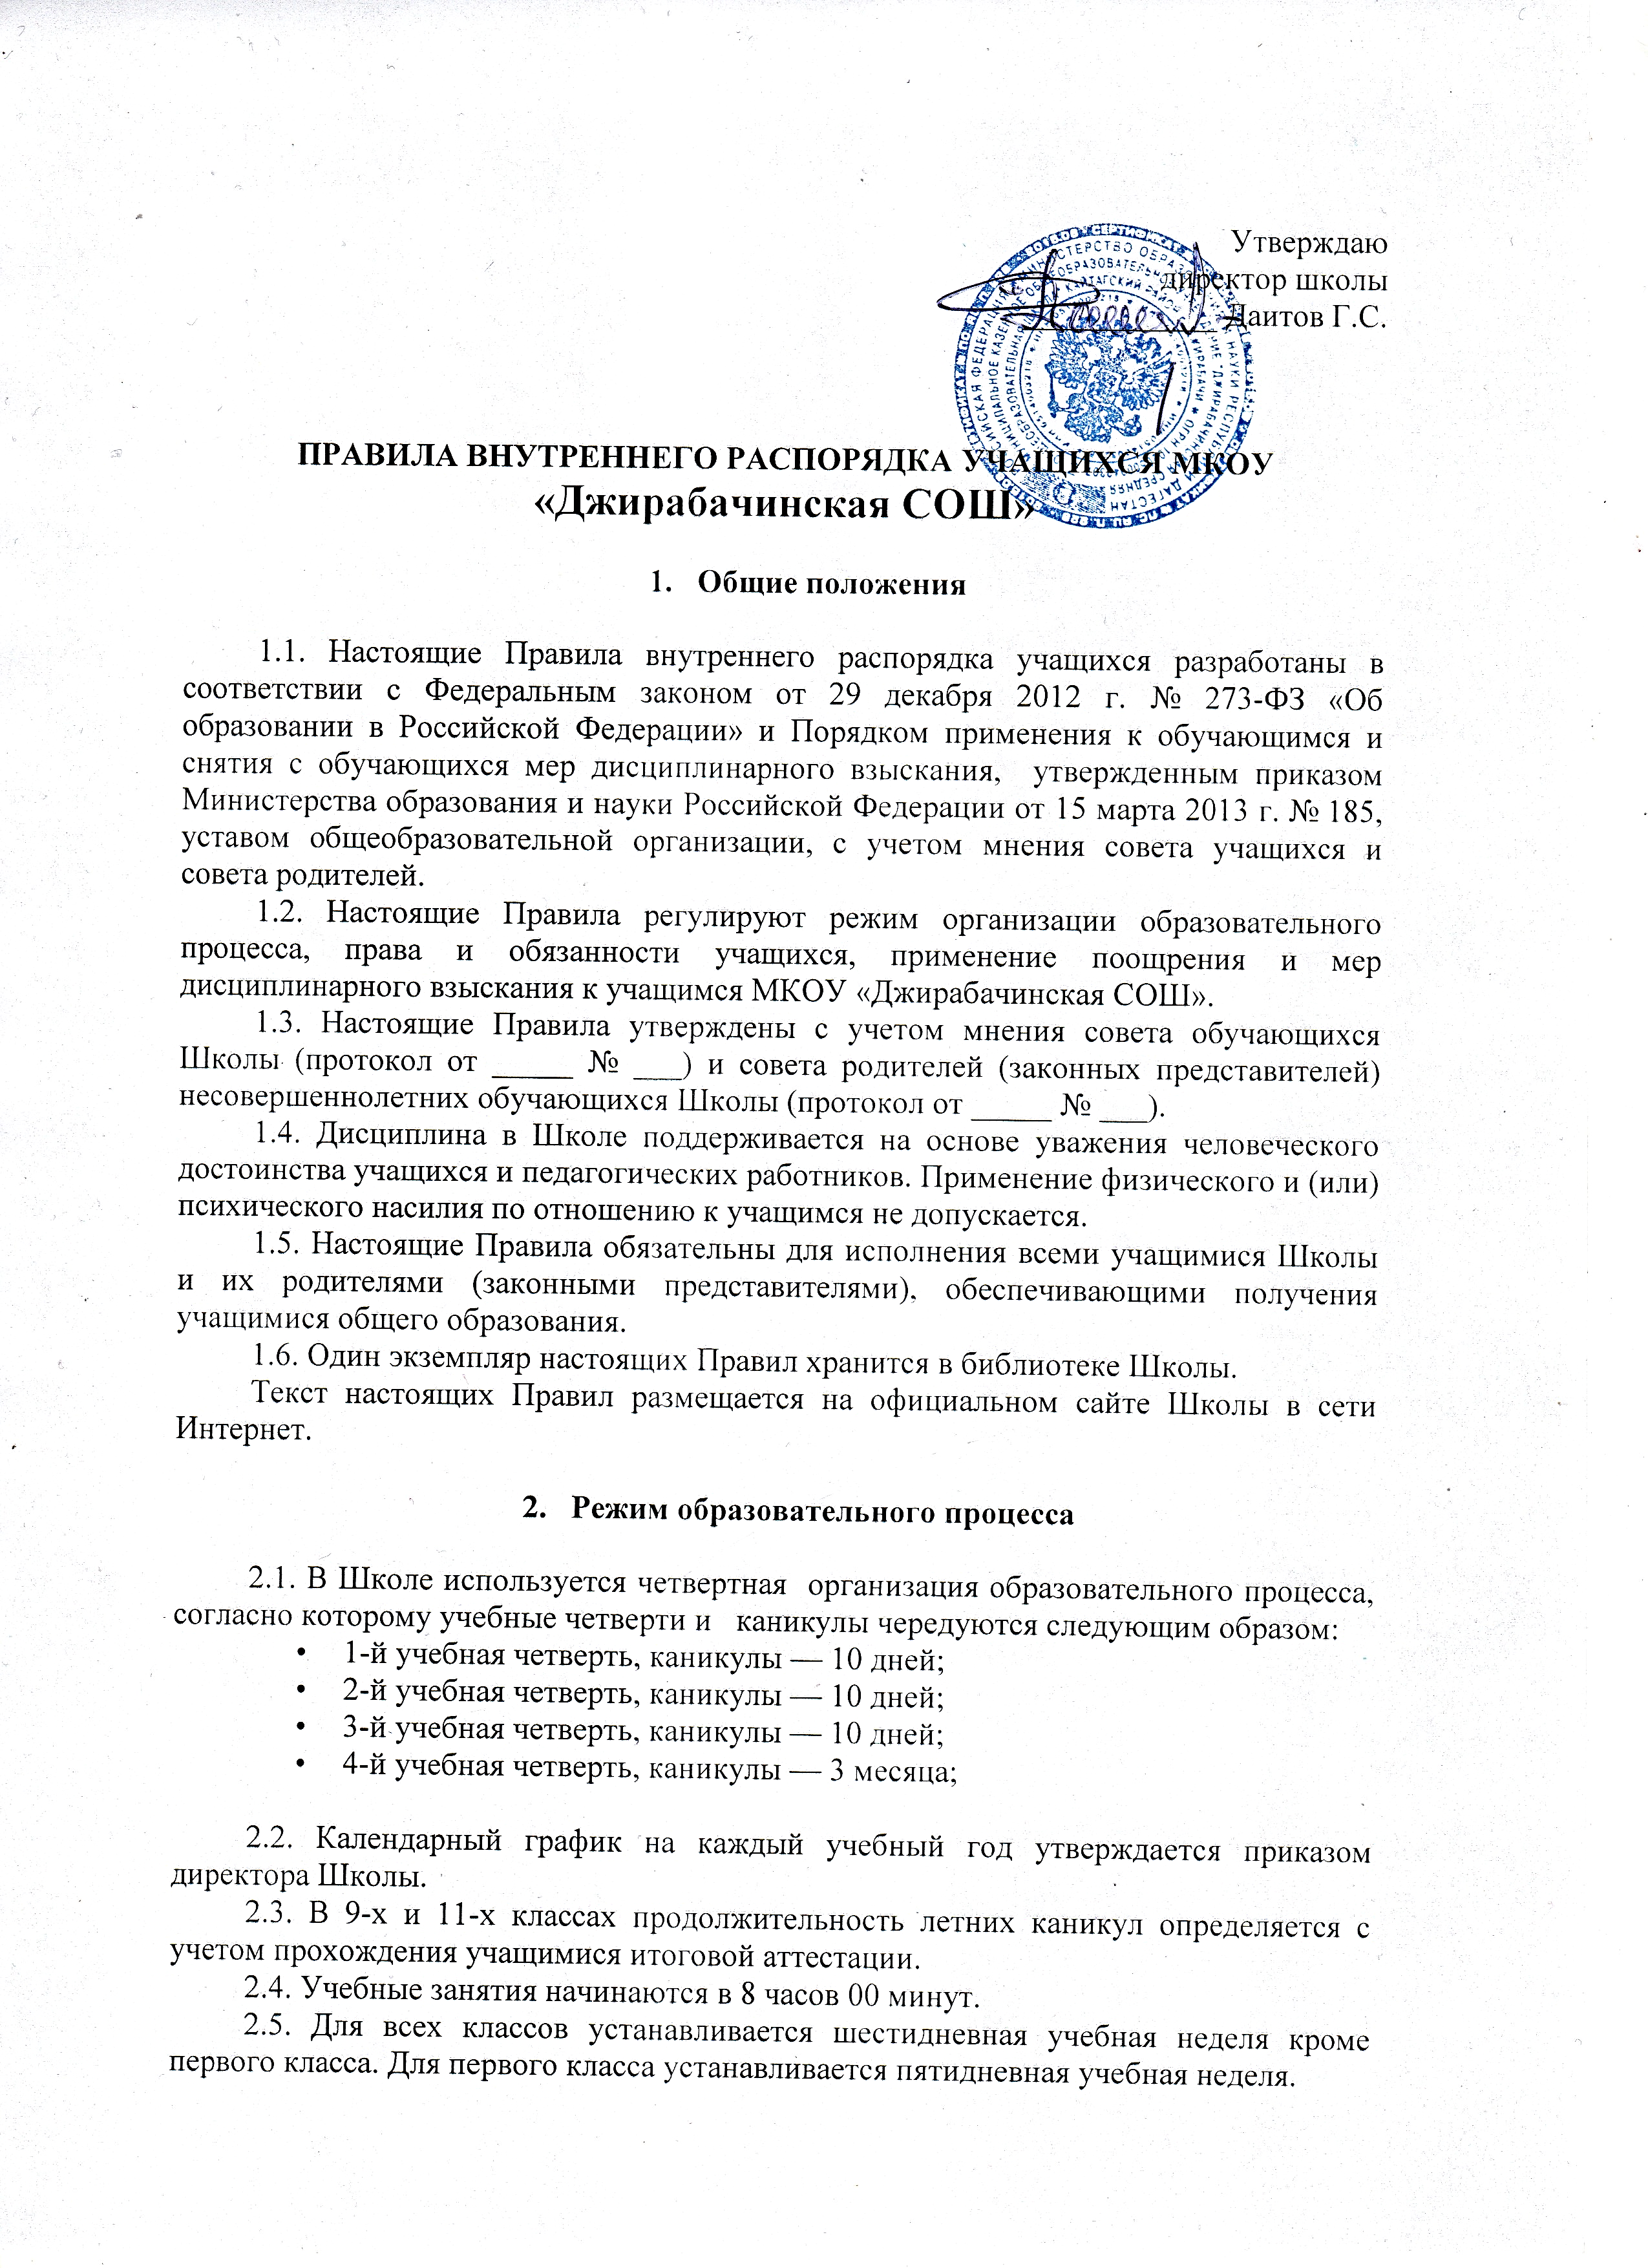 Утверждаю
директор школы
Даитов Г.С.
ПРАВИЛА ВНУТРЕННЕГО РАСПОРЯДКА УЧАЩИХСЯ МКОУ
«Джирабачинская СОШ»
1. Общие положения
1.1. Настоящие Правила внутреннего распорядка учащихся разработаны в
соответствии с Федеральным законом от 29 декабря 2012 г. № 273-ФЗ «Об
образовании в Российской Федерации» и Порядком применения к обучающимся и
снятия с обучающихся мер дисциплинарного взыскания, утвержденным приказом
Министерства образования и науки Российской Федерации от 15 марта 2013 г. № 185,
уставом общеобразовательной организации, с учетом мнения совета учащихся и
совета родителей.
1.2. Настоящие Правила регулируют режим организации образовательного
процесса, права и обязанности учащихся, применение поощрения и мер
дисциплинарного взыскания к учащимся МКОУ «Джирабачинская СОШ».
1.3. Настоящие Правила утверждены с учетом мнения совета обучающихся
Школы (протокол от _____ № ___) и совета родителей (законных представителей)
несовершеннолетних обучающихся Школы (протокол от _____ № ___).
1.4. Дисциплина в Школе поддерживается на основе уважения человеческого
достоинства учащихся и педагогических работников. Применение физического и (или)
психического насилия по отношению к учащимся не допускается.
1.5. Настоящие Правила обязательны для исполнения всеми учащимися Школы
и их родителями (законными представителями), обеспечивающими получения
учащимися общего образования.
1.6. Один экземпляр настоящих Правил хранится в библиотеке Школы.
Текст настоящих Правил размещается на официальном сайте Школы в сети
Интернет.
2. Режим образовательного процесса
2.1. В Школе используется четвертная организация образовательного процесса,
согласно которому учебные четверти и каникулы чередуются следующим образом:
• 1-й учебная четверть, каникулы — 10 дней;
• 2-й учебная четверть, каникулы — 10 дней;
• 3-й учебная четверть, каникулы — 10 дней;
• 4-й учебная четверть, каникулы — 3 месяца;
2.2. Календарный график на каждый учебный год утверждается приказом
директора Школы.
2.3. В 9-х и 11-х классах продолжительность летних каникул определяется с
учетом прохождения учащимися итоговой аттестации.
2.4. Учебные занятия начинаются в 8 часов 00 минут.
2.5. Для всех классов устанавливается шестидневная учебная неделя кроме
первого класса. Для первого класса устанавливается пятидневная учебная неделя.